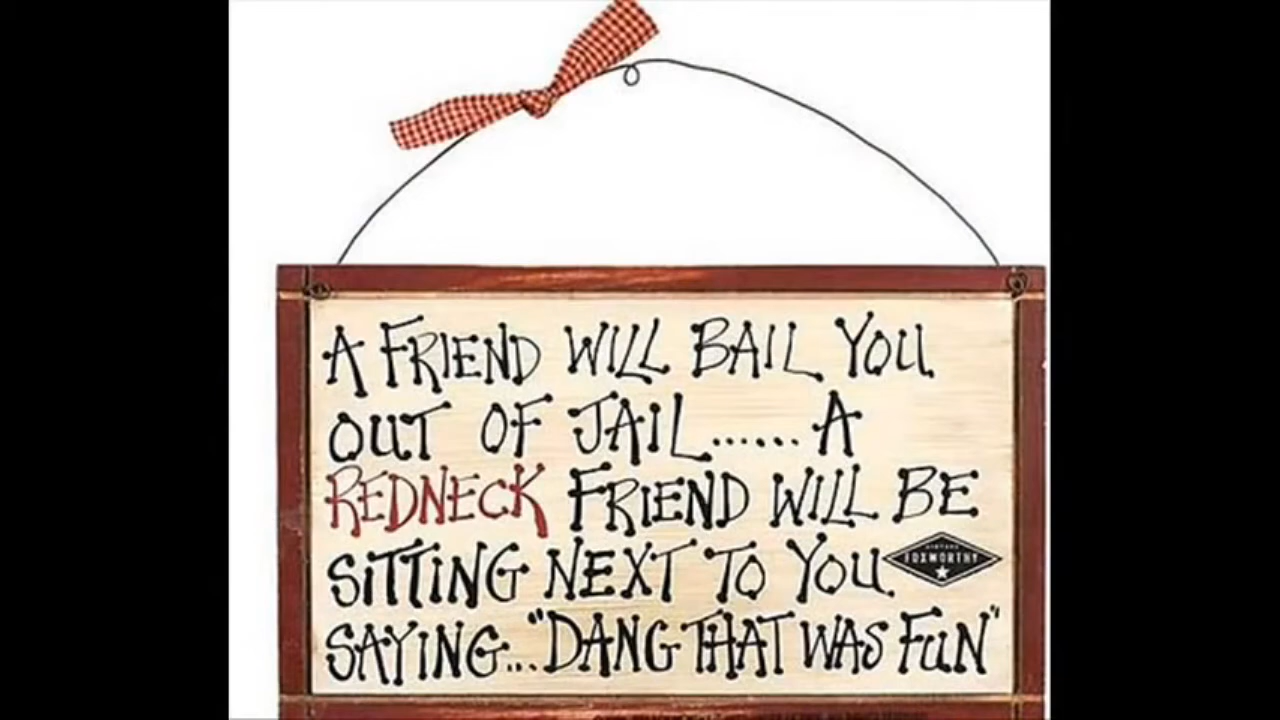 A FRIEND WILL BAIL YOU
OUT OF JAIL...... A
REDNECK FRIEND WILL BE
SITTING NEXT TO YOU
FOXWORTHY
SAYING..."DANG THAT WAS FUN"